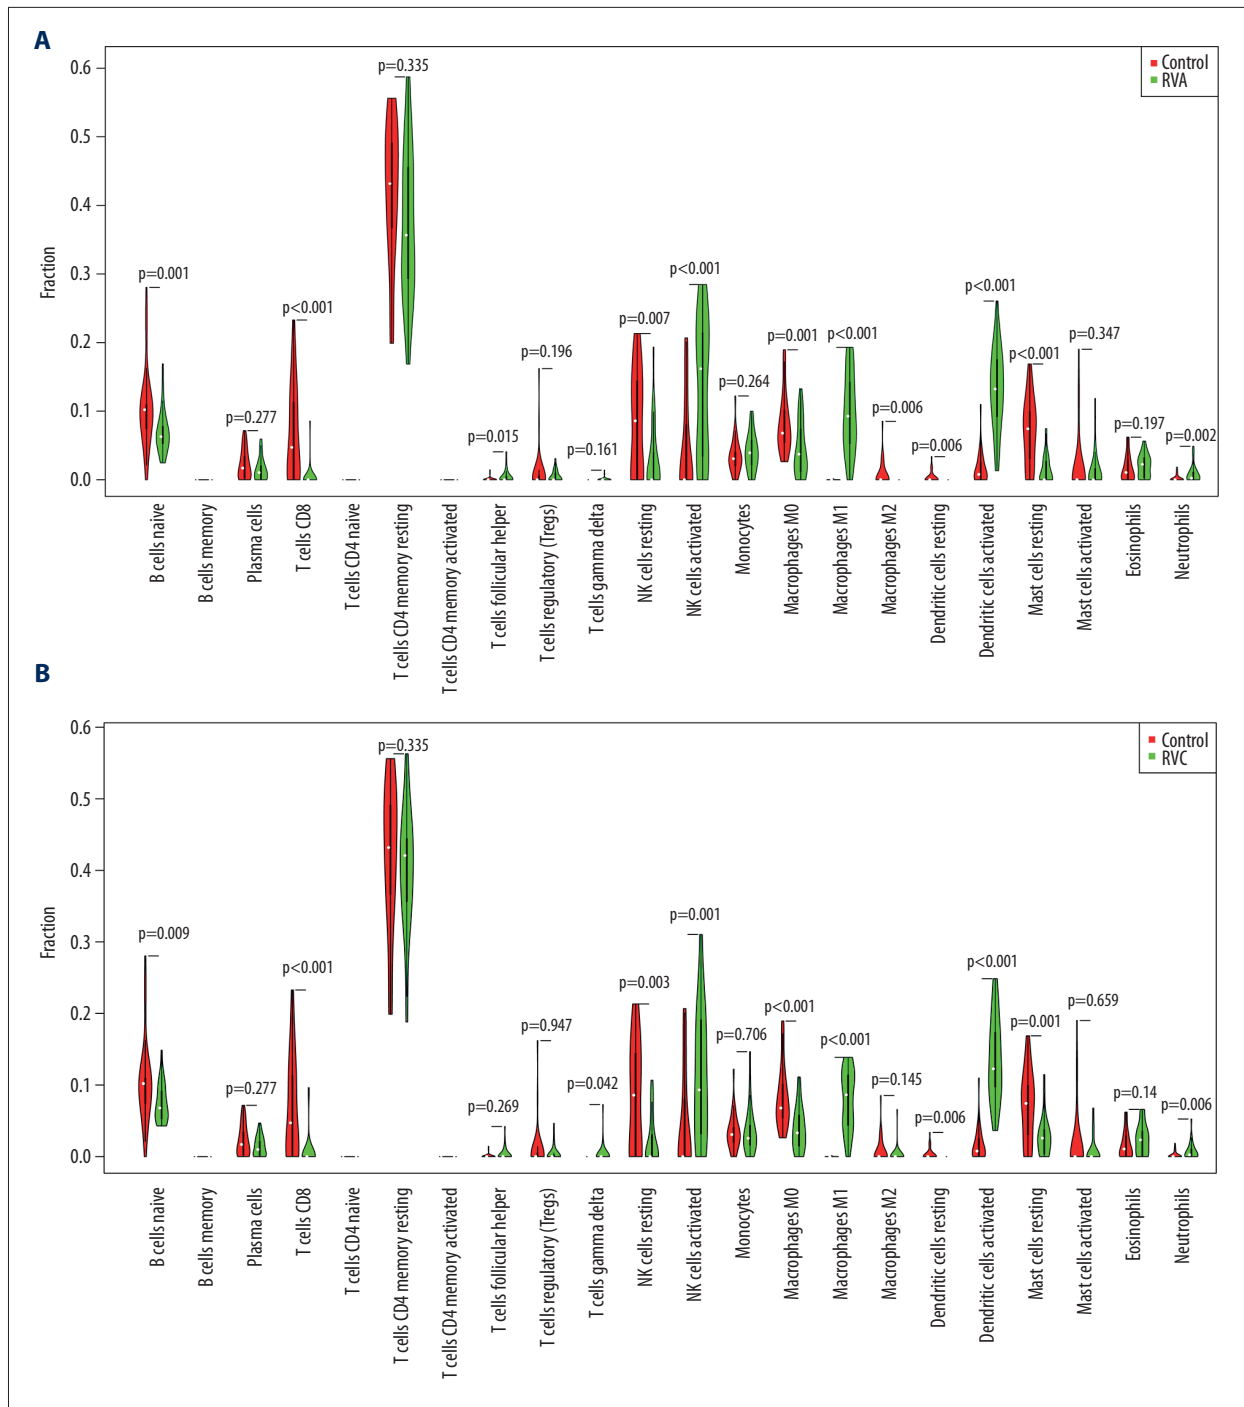 A
Control
RVA
Fraction
0.6
0.5
0.4
0.3
0.2
0.1
0.0
p=0.001
p=0.277
p<0.001
p=0.335
p=0.015
p=0.196
p=0.161
p=0.007
p<0.001
p=0.264
p=0.001
p<0.001
p=0.006
p=0.006
p<0.001
p<0.001
p=0.347
p=0.197
p=0.002
B cells naive
B cells memory
Plasma cells
T cells CD8
T cells CD4 naive
T cells CD4 memory resting
T cells CD4 memory activated
T cells follicular helper
T cells regulatory (Tregs)
T cells gamma delta
NK cells resting
NK cells activated
Monocytes
Macrophages M0
Macrophages M1
Macrophages M2
Dendritic cells resting
Dendritic cells activated
Mast cells resting
Mast cells activated
Eosinophils
Neutrophils
B
Control
RVC
Fraction
0.6
0.5
0.4
0.3
0.2
0.1
0.0
p=0.009
p=0.277
p<0.001
p=0.335
p=0.269
p=0.947
p=0.042
p=0.003
p=0.001
p=0.706
p<0.001
p<0.001
p=0.145
p=0.006
p<0.001
p=0.001
p=0.659
p=0.14
p=0.006
B cells naive
B cells memory
Plasma cells
T cells CD8
T cells CD4 naive
T cells CD4 memory resting
T cells CD4 memory activated
T cells follicular helper
T cells regulatory (Tregs)
T cells gamma delta
NK cells resting
NK cells activated
Monocytes
Macrophages M0
Macrophages M1
Macrophages M2
Dendritic cells resting
Dendritic cells activated
Mast cells resting
Mast cells activated
Eosinophils
Neutrophils